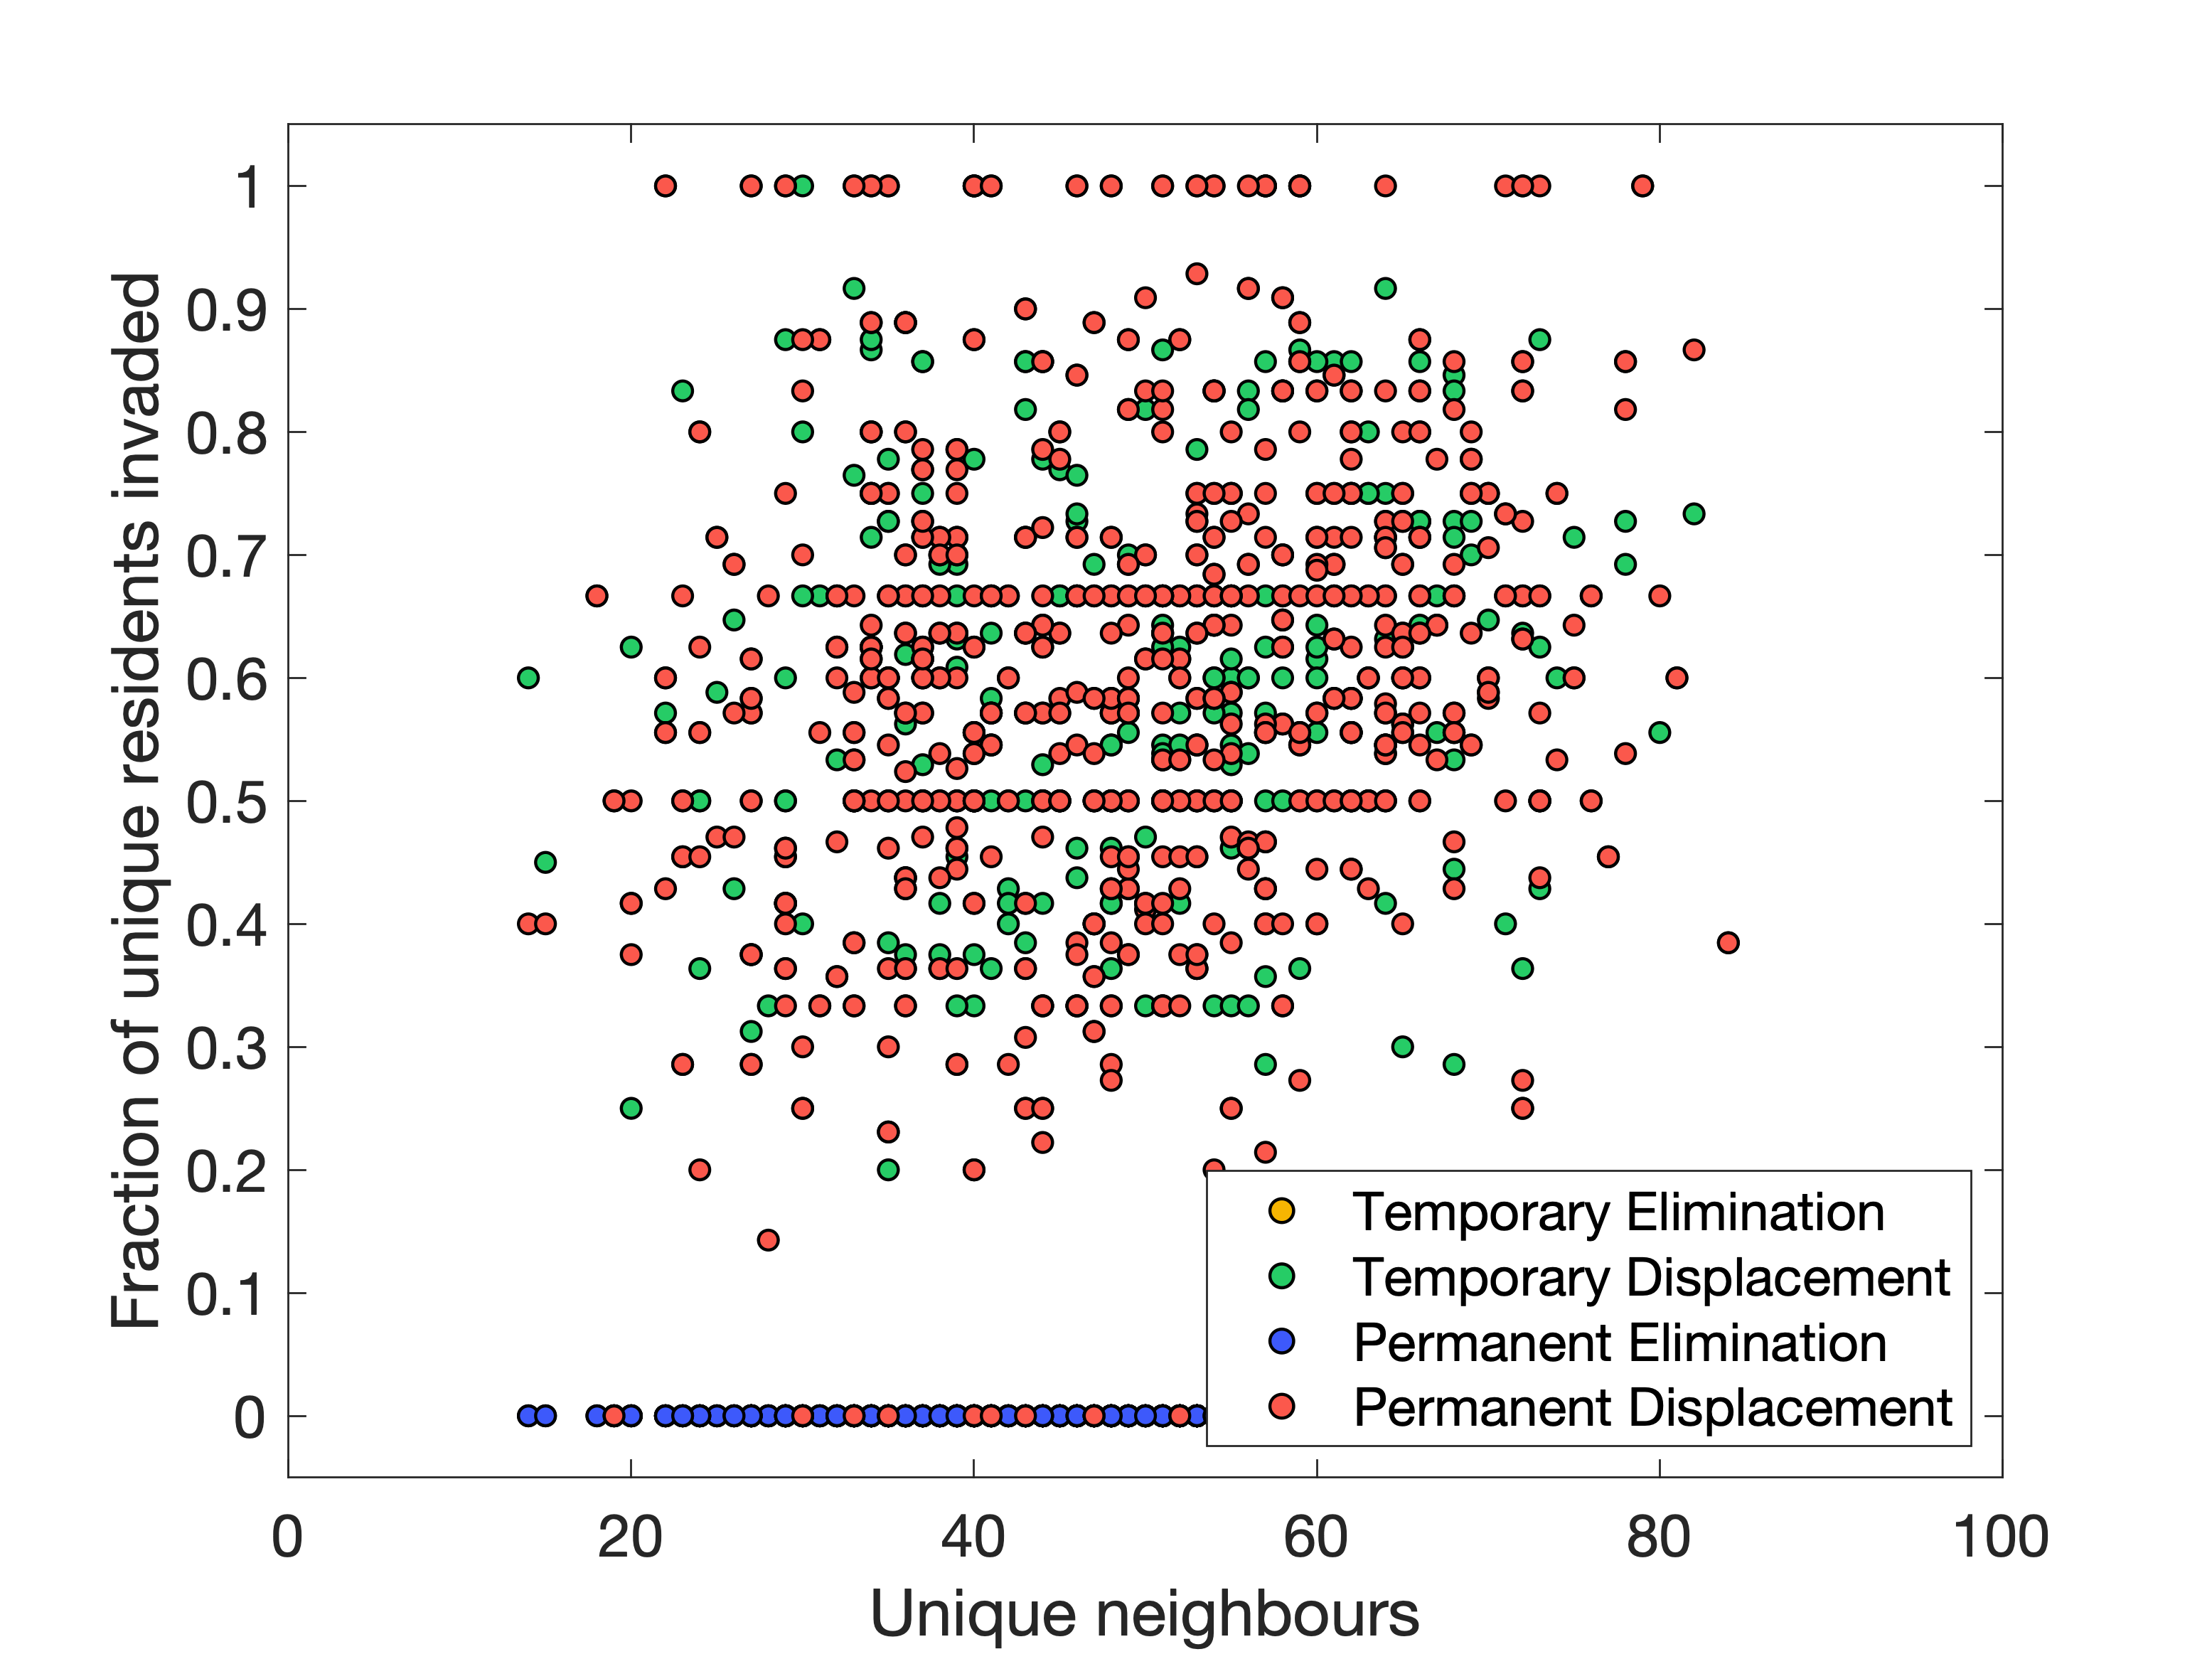 Fraction of unique residents invaded
1
0.9
0.8
0.7
0.6
0.5
0.4
0.3
0.2
0.1
0
Temporary Elimination
Temporary Displacement
Permanent Elimination
Permanent Displacement
0 20 40 60 80 100
Unique neighbours